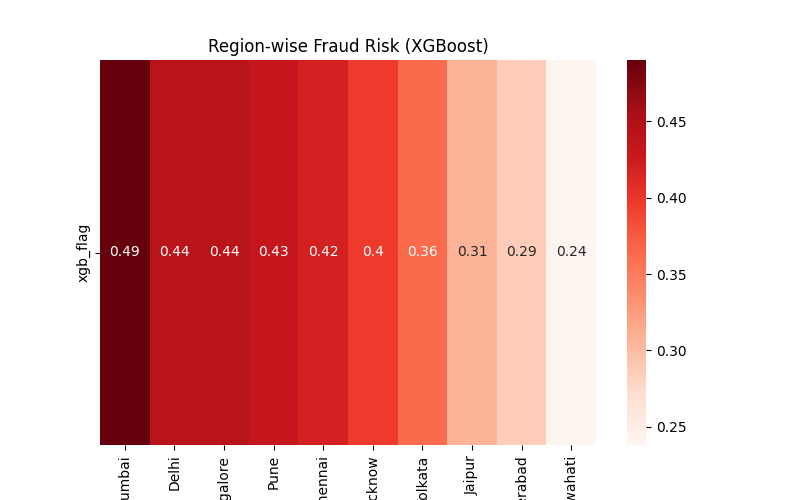 Region-wise Fraud Risk (XGBoost)
xgb_flag
0.49 0.44 0.44 0.43 0.42 0.4 0.36 0.31 0.29 0.24
umbai Delhi galore Pune hennai cknow olkata Jaipur erabad wahati
0.45
0.40
0.35
0.30
0.25